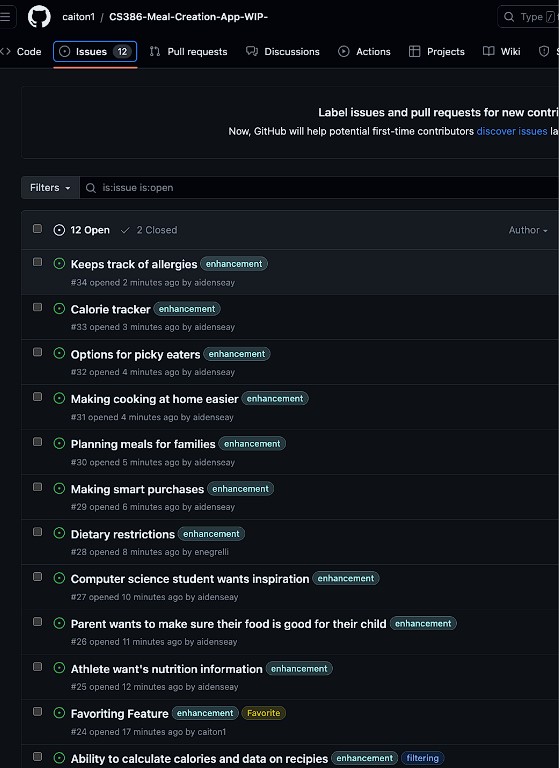 caiton1 / CS386-Meal-Creation-App-WIP-
Type /
Code Issues 12 Pull requests Discussions Actions Projects Wiki
Label issues and pull requests for new contri
Now, GitHub will help potential first-time contributors discover issues la
Filters is:issue is:open
12 Open 2 Closed Author
Keeps track of allergies enhancement
#34 opened 2 minutes ago by aidenseay
Calorie tracker enhancement
#33 opened 3 minutes ago by aidenseay
Options for picky eaters enhancement
#32 opened 4 minutes ago by aidenseay
Making cooking at home easier enhancement
#31 opened 4 minutes ago by aidenseay
Planning meals for families enhancement
#30 opened 5 minutes ago by aidenseay
Making smart purchases enhancement
#29 opened 6 minutes ago by aidenseay
Dietary restrictions enhancement
#28 opened 8 minutes ago by enegrelli
Computer science student wants inspiration enhancement
#27 opened 10 minutes ago by aidenseay
Parent wants to make sure their food is good for their child enhancement
#26 opened 11 minutes ago by aidenseay
Athlete want's nutrition information enhancement
#25 opened 12 minutes ago by aidenseay
Favoriting Feature enhancement Favorite
#24 opened 17 minutes ago by caiton1
Ability to calculate calories and data on recipies enhancement filtering